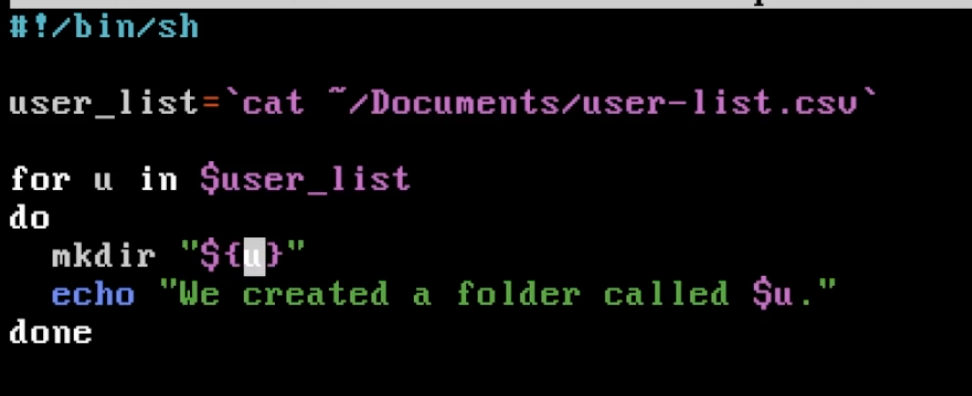 #!/bin/sh
user_list=`cat ~/Documents/user-list.csv`
for u in $user_list
do
mkdir "${u}"
echo "We created a folder called $u."
done